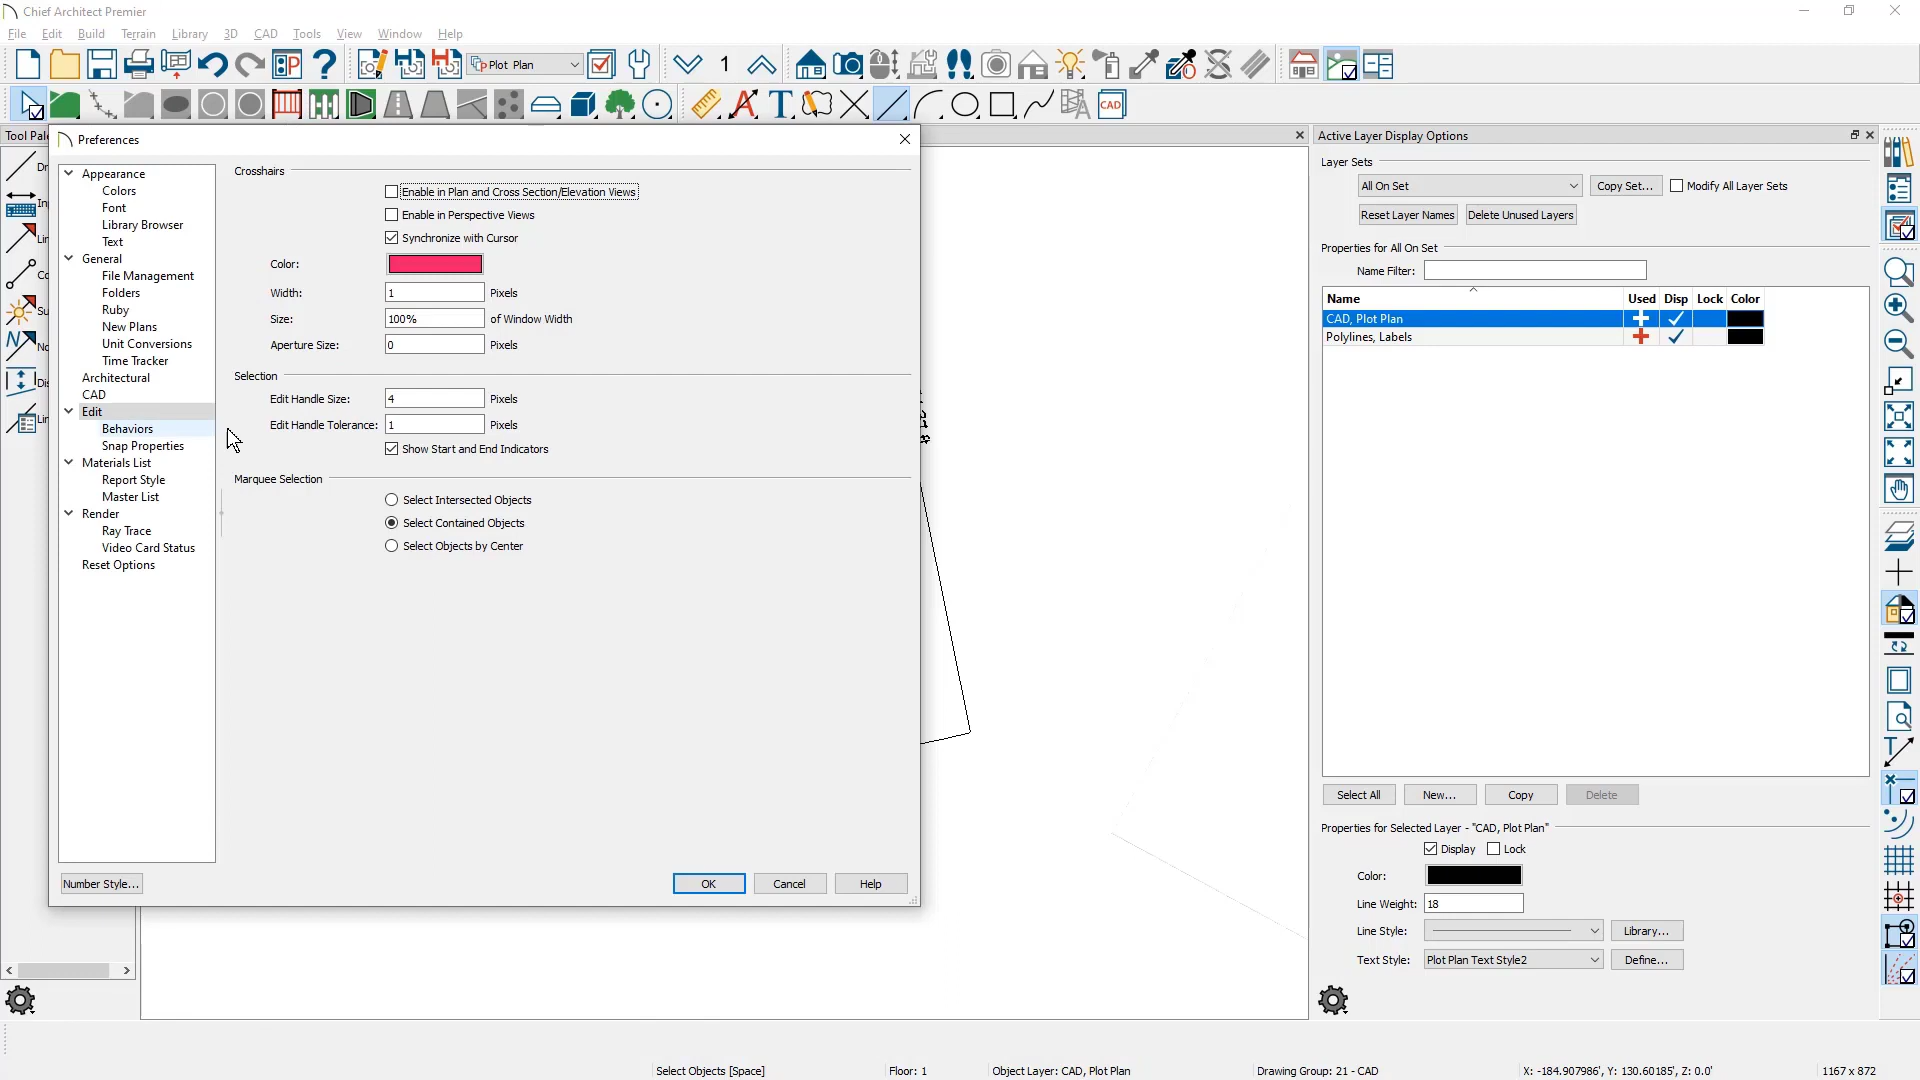 Chief Architect Premier
File Edit Build Terrain Library 3D CAD Tools View Window Help
Plot Plan
1
CAD
Tool Pal
Preferences
Active Layer Display Options
Appearance
Colors
Font
Library Browser
Text
General
File Management
Folders
Ruby
New Plans
Unit Conversions
Time Tracker
Architectural
CAD
Edit
Behaviors
Snap Properties
Materials List
Report Style
Master List
Render
Ray Trace
Video Card Status
Reset Options
Crosshairs
Enable in Plan and Cross Section/Elevation Views
Enable in Perspective Views
Synchronize with Cursor
Color:
Width: 1 Pixels
Size: 100% of Window Width
Aperture Size: 0 Pixels
Selection
Edit Handle Size: 4 Pixels
Edit Handle Tolerance: 1 Pixels
Show Start and End Indicators
Marquee Selection
Select Intersected Objects
Select Contained Objects
Select Objects by Center
Number Style... OK Cancel Help
Layer Sets
All On Set Copy Set... Modify All Layer Sets
Reset Layer Names Delete Unused Layers
Properties for All On Set
Name Filter:
Name Used Disp Lock Color
CAD, Plot Plan
Polylines, Labels
Select All New... Copy Delete
Properties for Selected Layer - "CAD, Plot Plan"
Display Lock
Color:
Line Weight: 18
Line Style: Library...
Text Style: Plot Plan Text Style2 Define...
Select Objects [Space] Floor: 1 Object Layer: CAD, Plot Plan Drawing Group: 21 - CAD X: -184.907986', Y: 130.60185', Z: 0.0' 1167 x 872